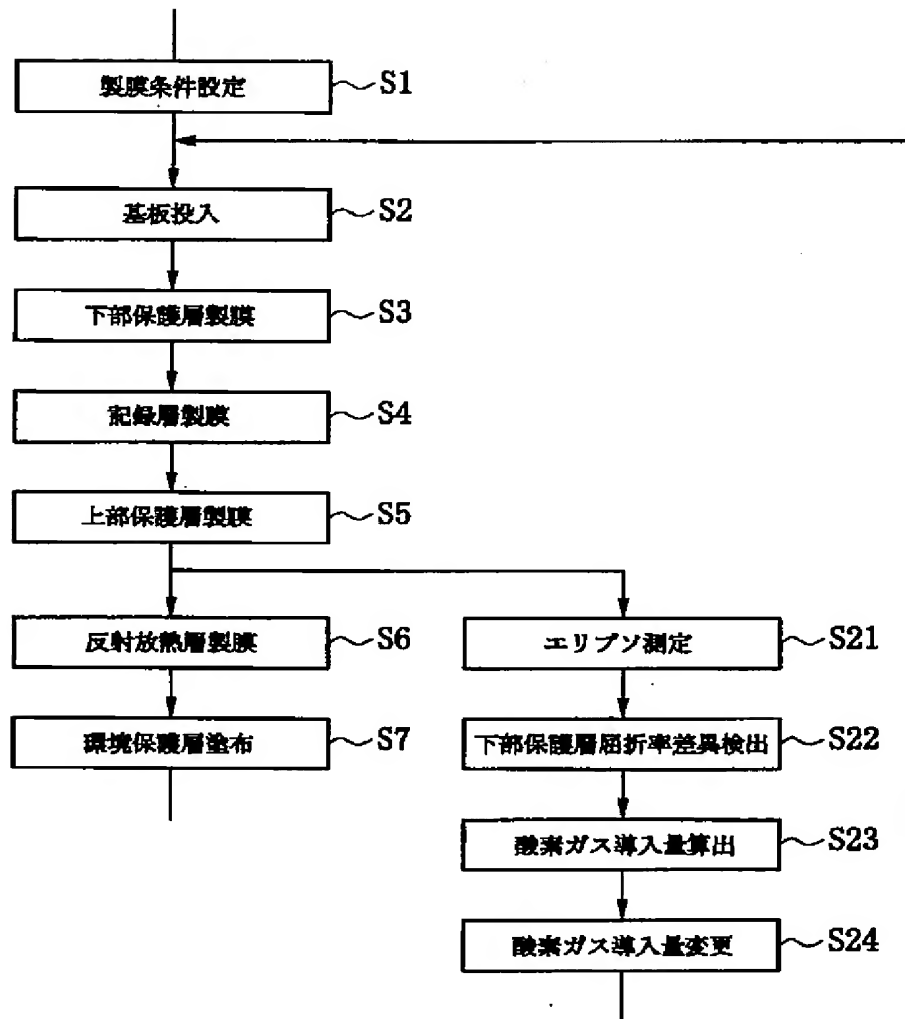 製膜条件設定 S1
基板投入 S2
下部保護層製膜 S3
記録層製膜 S4
上部保護層製膜 S5
反射放熱層製膜 S6
環境保護層塗布 S7
エリプソ測定 S21
下部保護層屈折率差異検出 S22
酸素ガス導入量算出 S23
酸素ガス導入量変更 S24